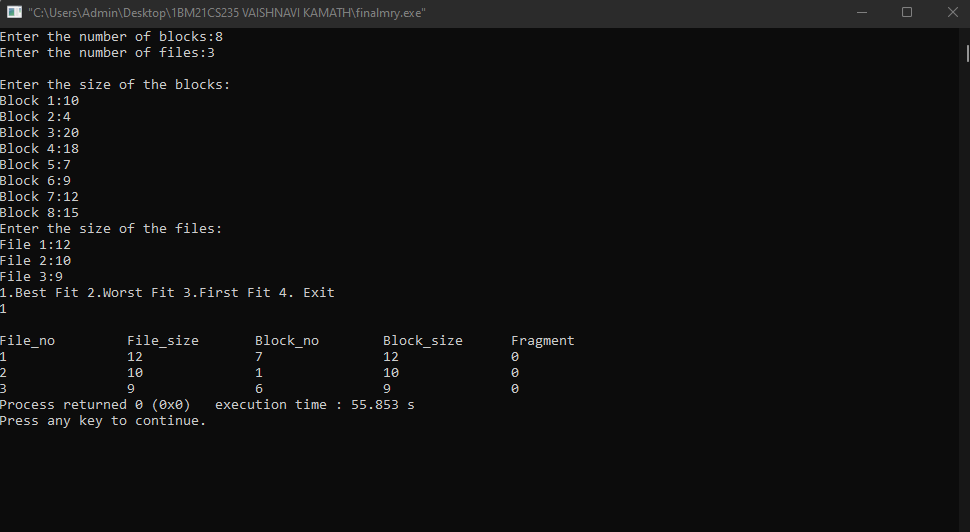 "C:\Users\Admin\Desktop\1BM21CS235 VAISHNAVI KAMATH\finalmry.exe"
Enter the number of blocks:8
Enter the number of files:3
Enter the size of the blocks:
Block 1:10
Block 2:4
Block 3:20
Block 4:18
Block 5:7
Block 6:9
Block 7:12
Block 8:15
Enter the size of the files:
File 1:12
File 2:10
File 3:9
1.Best Fit 2.Worst Fit 3.First Fit 4. Exit
1
File_no File_size Block_no Block_size Fragment
1 12 7 12 0
2 10 1 10 0
3 9 6 9 0
Process returned 0 (0x0) execution time : 55.853 s
Press any key to continue.